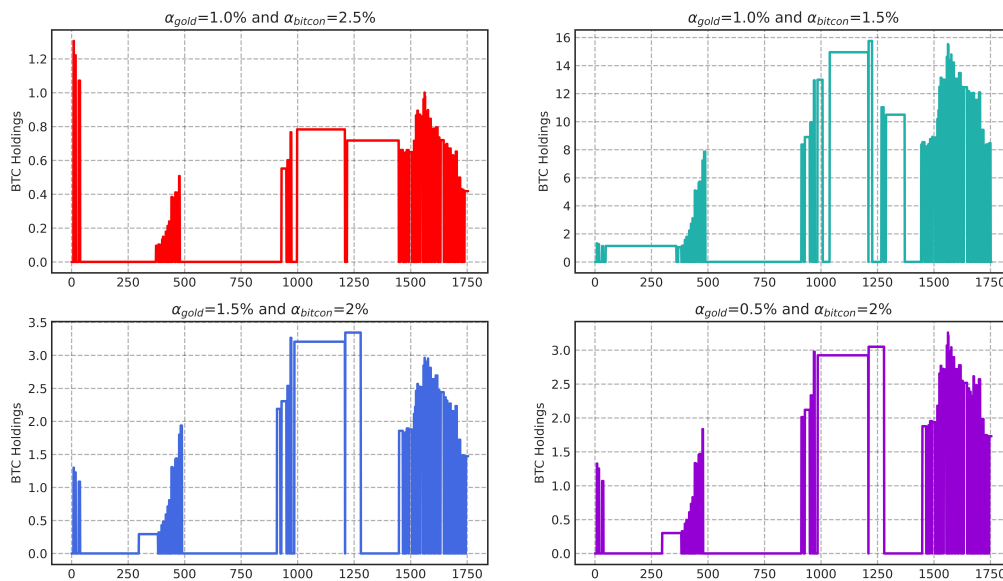 α_gold=1.0% and α_bitcon=2.5%
BTC Holdings
1.2
1.0
0.8
0.6
0.4
0.2
0.0
0 250 500 750 1000 1250 1500 1750
α_gold=1.0% and α_bitcon=1.5%
BTC Holdings
16
14
12
10
8
6
4
2
0
0 250 500 750 1000 1250 1500 1750
α_gold=1.5% and α_bitcon=2%
BTC Holdings
3.5
3.0
2.5
2.0
1.5
1.0
0.5
0.0
0 250 500 750 1000 1250 1500 1750
α_gold=0.5% and α_bitcon=2%
BTC Holdings
3.0
2.5
2.0
1.5
1.0
0.5
0.0
0 250 500 750 1000 1250 1500 1750